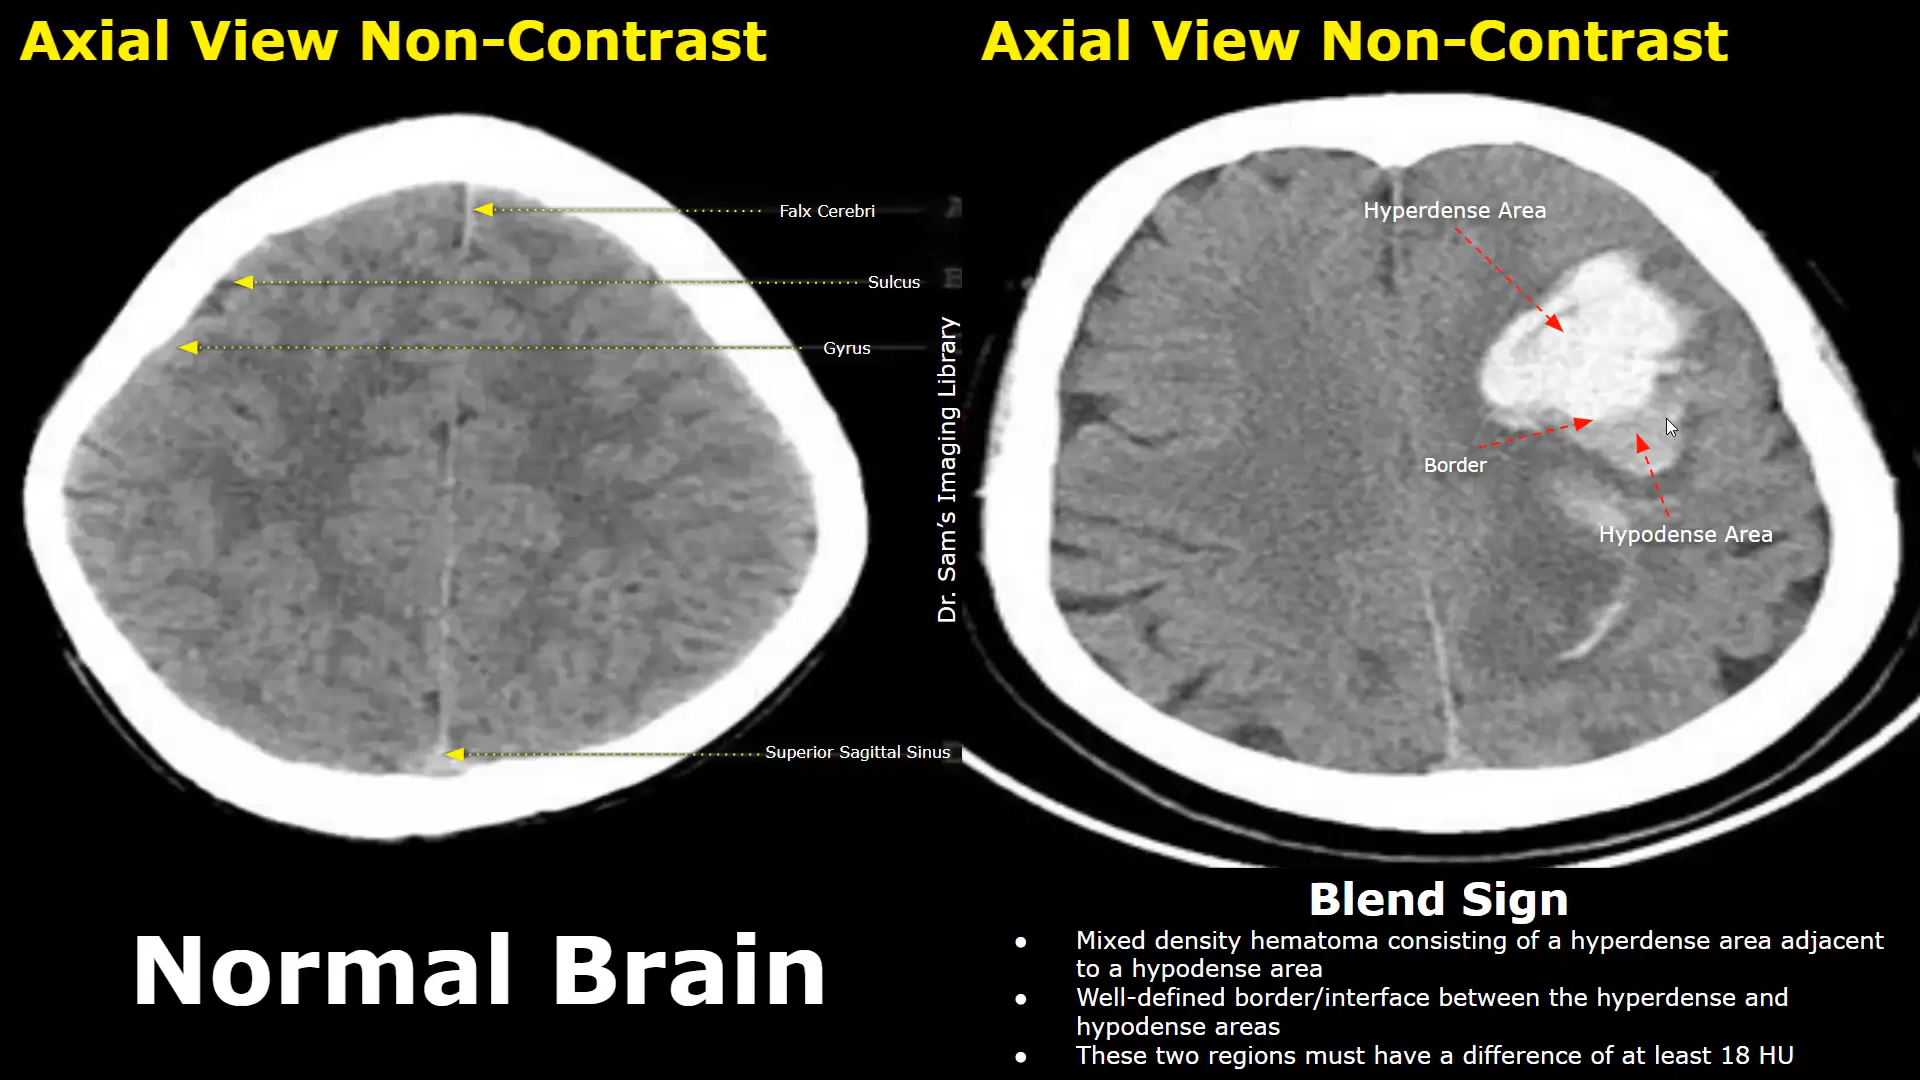 Axial View Non-Contrast
Falx Cerebri
Sulcus
Gyrus
Superior Sagittal Sinus
Normal Brain
Dr. Sam's Imaging Library
Axial View Non-Contrast
Hyperdense Area
Border
Hypodense Area
Blend Sign
● Mixed density hematoma consisting of a hyperdense area adjacent
to a hypodense area
● Well-defined border/interface between the hyperdense and
hypodense areas
● These two regions must have a difference of at least 18 HU